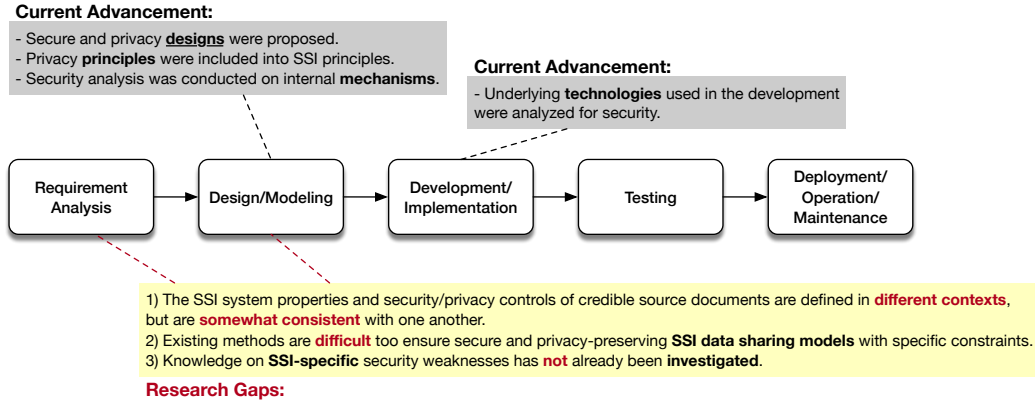 Current Advancement:
- Secure and privacy designs were proposed.
- Privacy principles were included into SSI principles.
- Security analysis was conducted on internal mechanisms.
Current Advancement:
- Underlying technologies used in the development
were analyzed for security.
Requirement
Analysis
Design/Modeling
Development/
Implementation
Testing
Deployment/
Operation/
Maintenance
1) The SSI system properties and security/privacy controls of credible source documents are defined in different contexts,
but are somewhat consistent with one another.
2) Existing methods are difficult too ensure secure and privacy-preserving SSI data sharing models with specific constraints.
3) Knowledge on SSI-specific security weaknesses has not already been investigated.
Research Gaps: